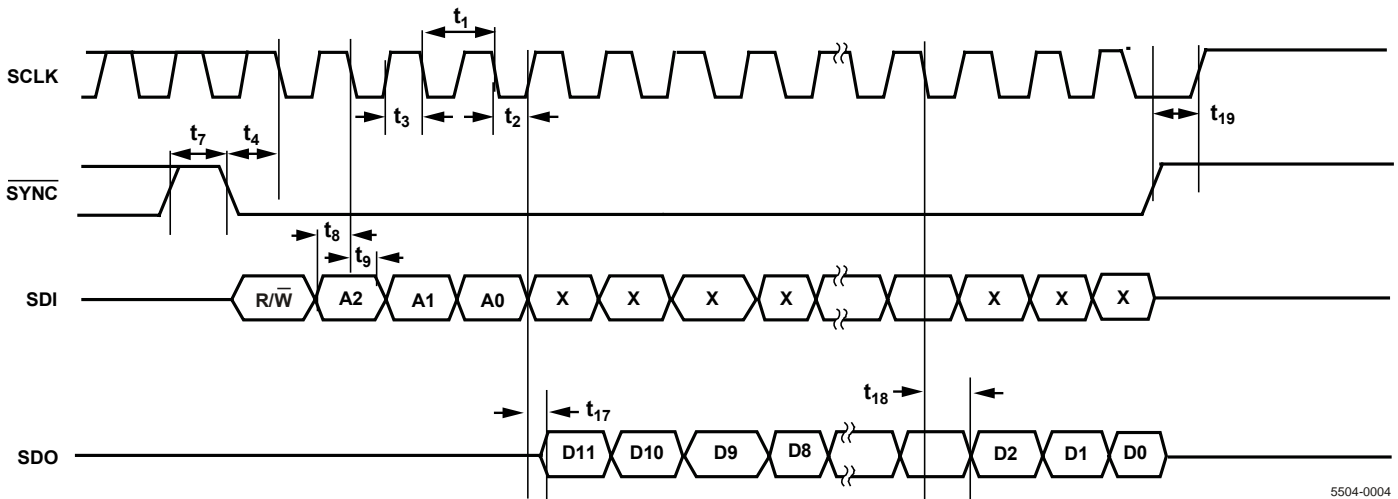 t1
SCLK
t3
t2
t19
t7
t4
SYNC
t8
t9
SDI
R/W
A2
A1
A0
X
X
X
X
X
X
X
t18
t17
SDO
D11
D10
D9
D8
D2
D1
D0
5504-0004